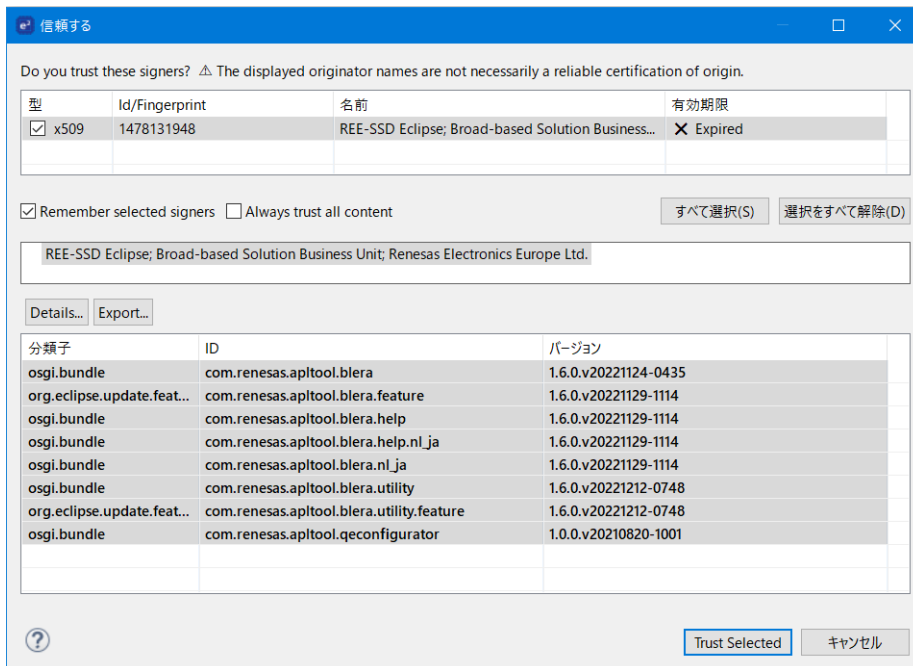 e² 信頼する
Do you trust these signers? ⚠ The displayed originator names are not necessarily a reliable certification of origin.
型 Id/Fingerprint 名前 有効期限
x509 1478131948 REE-SSD Eclipse; Broad-based Solution Business... ✕ Expired
Remember selected signers Always trust all content すべて選択(S) 選択をすべて解除(D)
REE-SSD Eclipse; Broad-based Solution Business Unit; Renesas Electronics Europe Ltd.
Details... Export...
分類子 ID バージョン
osgi.bundle com.renesas.apltool.blera 1.6.0.v20221124-0435
org.eclipse.update.feat... com.renesas.apltool.blera.feature 1.6.0.v20221129-1114
osgi.bundle com.renesas.apltool.blera.help 1.6.0.v20221129-1114
osgi.bundle com.renesas.apltool.blera.help.nl_ja 1.6.0.v20221129-1114
osgi.bundle com.renesas.apltool.blera.nl_ja 1.6.0.v20221129-1114
osgi.bundle com.renesas.apltool.blera.utility 1.6.0.v20221212-0748
org.eclipse.update.feat... com.renesas.apltool.blera.utility.feature 1.6.0.v20221212-0748
osgi.bundle com.renesas.apltool.qeconfigurator 1.0.0.v20210820-1001
? Trust Selected キャンセル